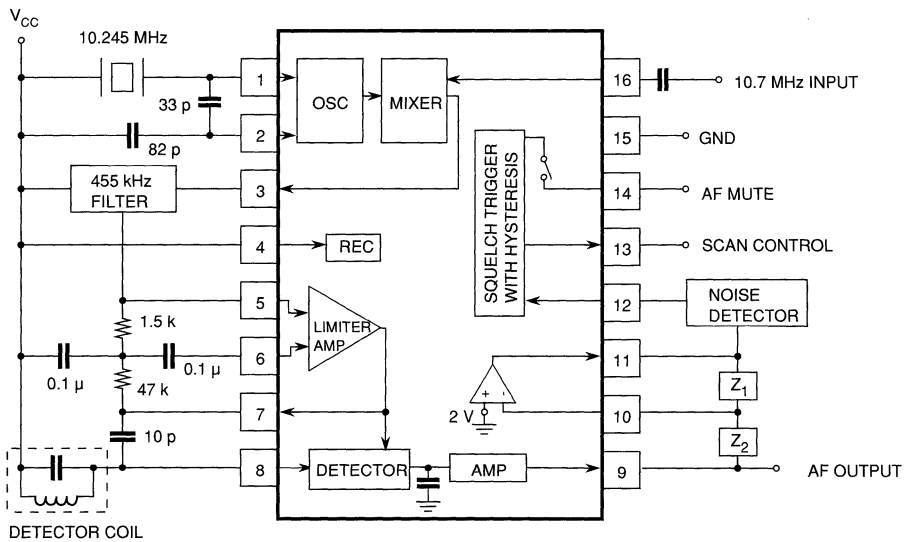 V_CC
10.245 MHz
33 p
82 p
455 kHz
FILTER
1.5 k
0.1 µ
0.1 µ
47 k
10 p
DETECTOR COIL
1
2
3
4
5
6
7
8
OSC
MIXER
REC
LIMITER
AMP
DETECTOR
AMP
SQUELCH TRIGGER
WITH HYSTERESIS
+
-
2 V
16
15
14
13
12
11
10
9
10.7 MHz INPUT
GND
AF MUTE
SCAN CONTROL
NOISE
DETECTOR
Z1
Z2
AF OUTPUT